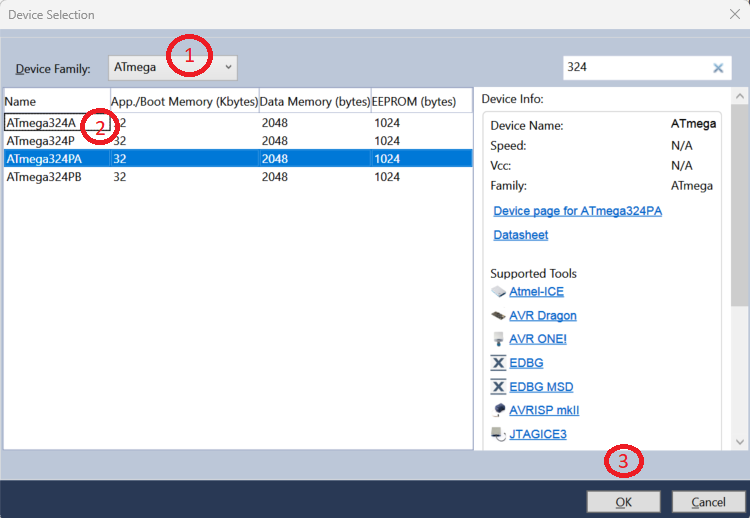 Device Selection
1
Device Family: ATmega 324
Name App./Boot Memory (Kbytes) Data Memory (bytes) EEPROM (bytes)
ATmega324A 2 32 2048 1024
ATmega324P 32 2048 1024
ATmega324PA 32 2048 1024
ATmega324PB 32 2048 1024
Device Info:
Device Name: ATmega
Speed: N/A
Vcc: N/A
Family: ATmega
Device page for ATmega324PA
Datasheet
Supported Tools
Atmel-ICE
AVR Dragon
AVR ONE!
EDBG
EDBG MSD
AVRISP mkII
JTAGICE3
3
OK Cancel